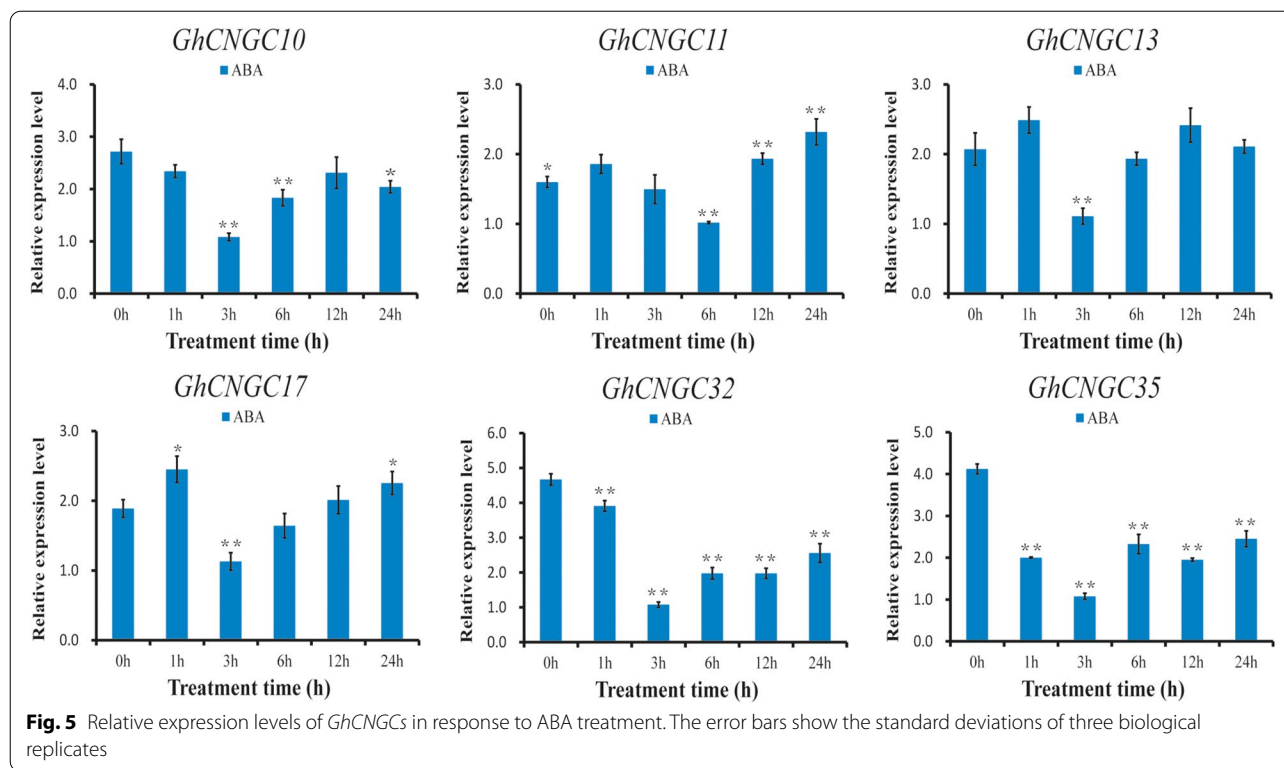 GhCNGC10
ABA
Relative expression level
4.0
3.0
2.0
1.0
0.0
**
**
*
0h 1h 3h 6h 12h 24h
Treatment time (h)
GhCNGC11
ABA
Relative expression level
3.0
2.0
1.0
0.0
*
**
**
**
0h 1h 3h 6h 12h 24h
Treatment time (h)
GhCNGC13
ABA
Relative expression level
3.0
2.0
1.0
0.0
**
0h 1h 3h 6h 12h 24h
Treatment time (h)
GhCNGC17
ABA
Relative expression level
3.0
2.0
1.0
0.0
*
**
*
0h 1h 3h 6h 12h 24h
Treatment time (h)
GhCNGC32
ABA
Relative expression level
6.0
5.0
4.0
3.0
2.0
1.0
0.0
**
**
**
**
**
0h 1h 3h 6h 12h 24h
Treatment time (h)
GhCNGC35
ABA
Relative expression level
5.0
4.0
3.0
2.0
1.0
0.0
**
**
**
**
**
0h 1h 3h 6h 12h 24h
Treatment time (h)
Fig. 5 Relative expression levels of GhCNGCs in response to ABA treatment. The error bars show the standard deviations of three biological
replicates